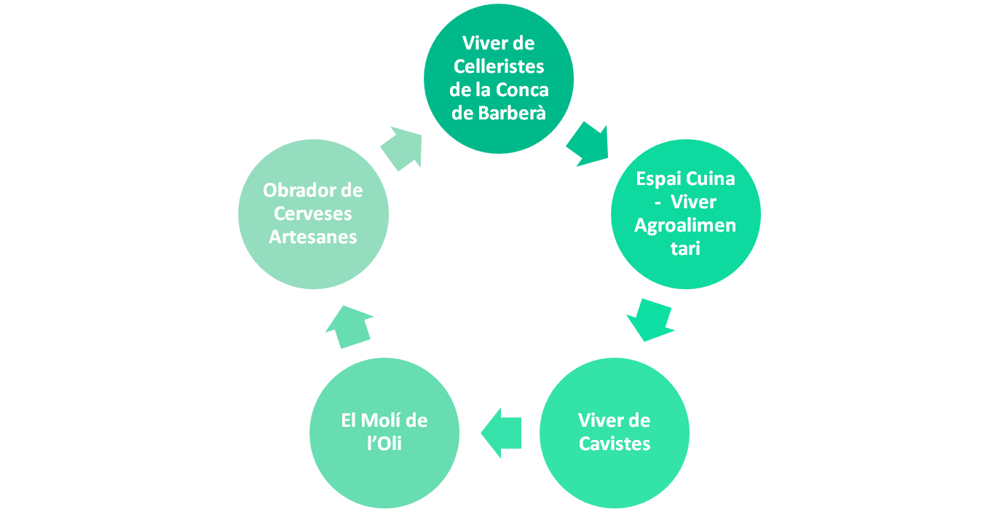 Viver de
Celleristes
de la Conca
de Barberà
Espai Cuina
- Viver
Agroalimen
tari
Viver de
Cavistes
El Molí de
l’Oli
Obrador de
Cerveses
Artesanes